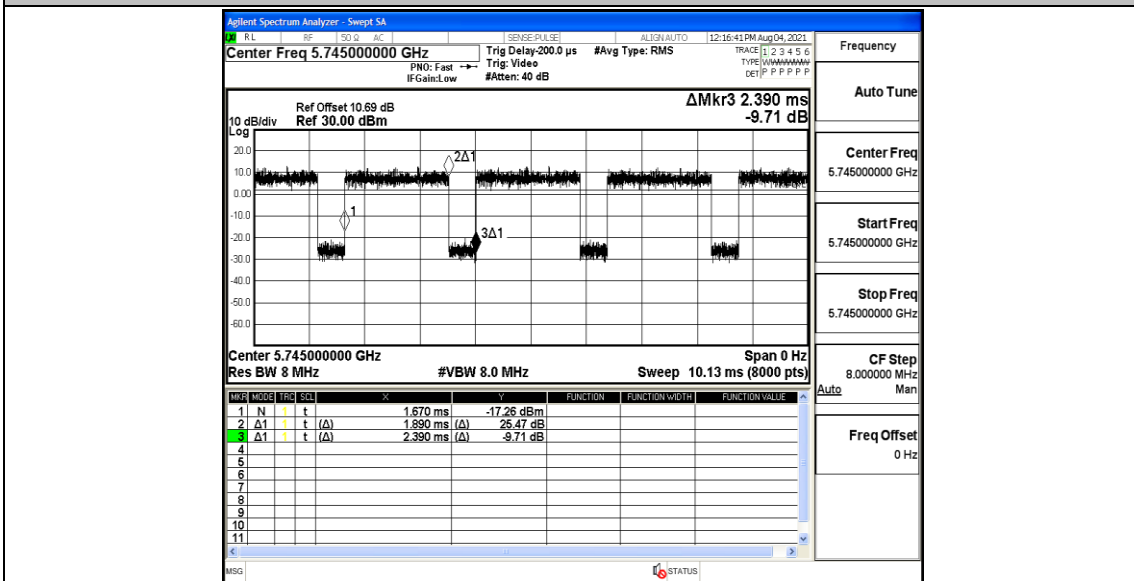 Agilent Spectrum Analyzer - Swept SA
RL RF 50 Ω AC SENSE:PULSE ALIGN AUTO 12:16:41 PM Aug 04, 2021
Center Freq 5.745000000 GHz
PNO: Fast
IFGain:Low
Trig Delay-200.0 µs
Trig: Video
#Atten: 40 dB
#Avg Type: RMS
TRACE 1 2 3 4 5 6
TYPE
DET P P P P P P
Ref Offset 10.69 dB
10 dB/div Ref 30.00 dBm
Log
ΔMkr3 2.390 ms
-9.71 dB
20.0
10.0
0.00
-10.0
-20.0
-30.0
-40.0
-50.0
-60.0
2Δ1
1
3Δ1
Center 5.745000000 GHz Span 0 Hz
Res BW 8 MHz #VBW 8.0 MHz Sweep 10.13 ms (8000 pts)
MKR MODE TRC SCL X Y FUNCTION FUNCTION WIDTH FUNCTION VALUE
1 N 1 t 1.670 ms -17.26 dBm
2 Δ1 1 t (Δ) 1.890 ms (Δ) 25.47 dB
3 Δ1 1 t (Δ) 2.390 ms (Δ) -9.71 dB
4
5
6
7
8
9
10
11
MSG STATUS
Frequency
Auto Tune
Center Freq
5.745000000 GHz
Start Freq
5.745000000 GHz
Stop Freq
5.745000000 GHz
CF Step
8.000000 MHz
Auto Man
Freq Offset
0 Hz